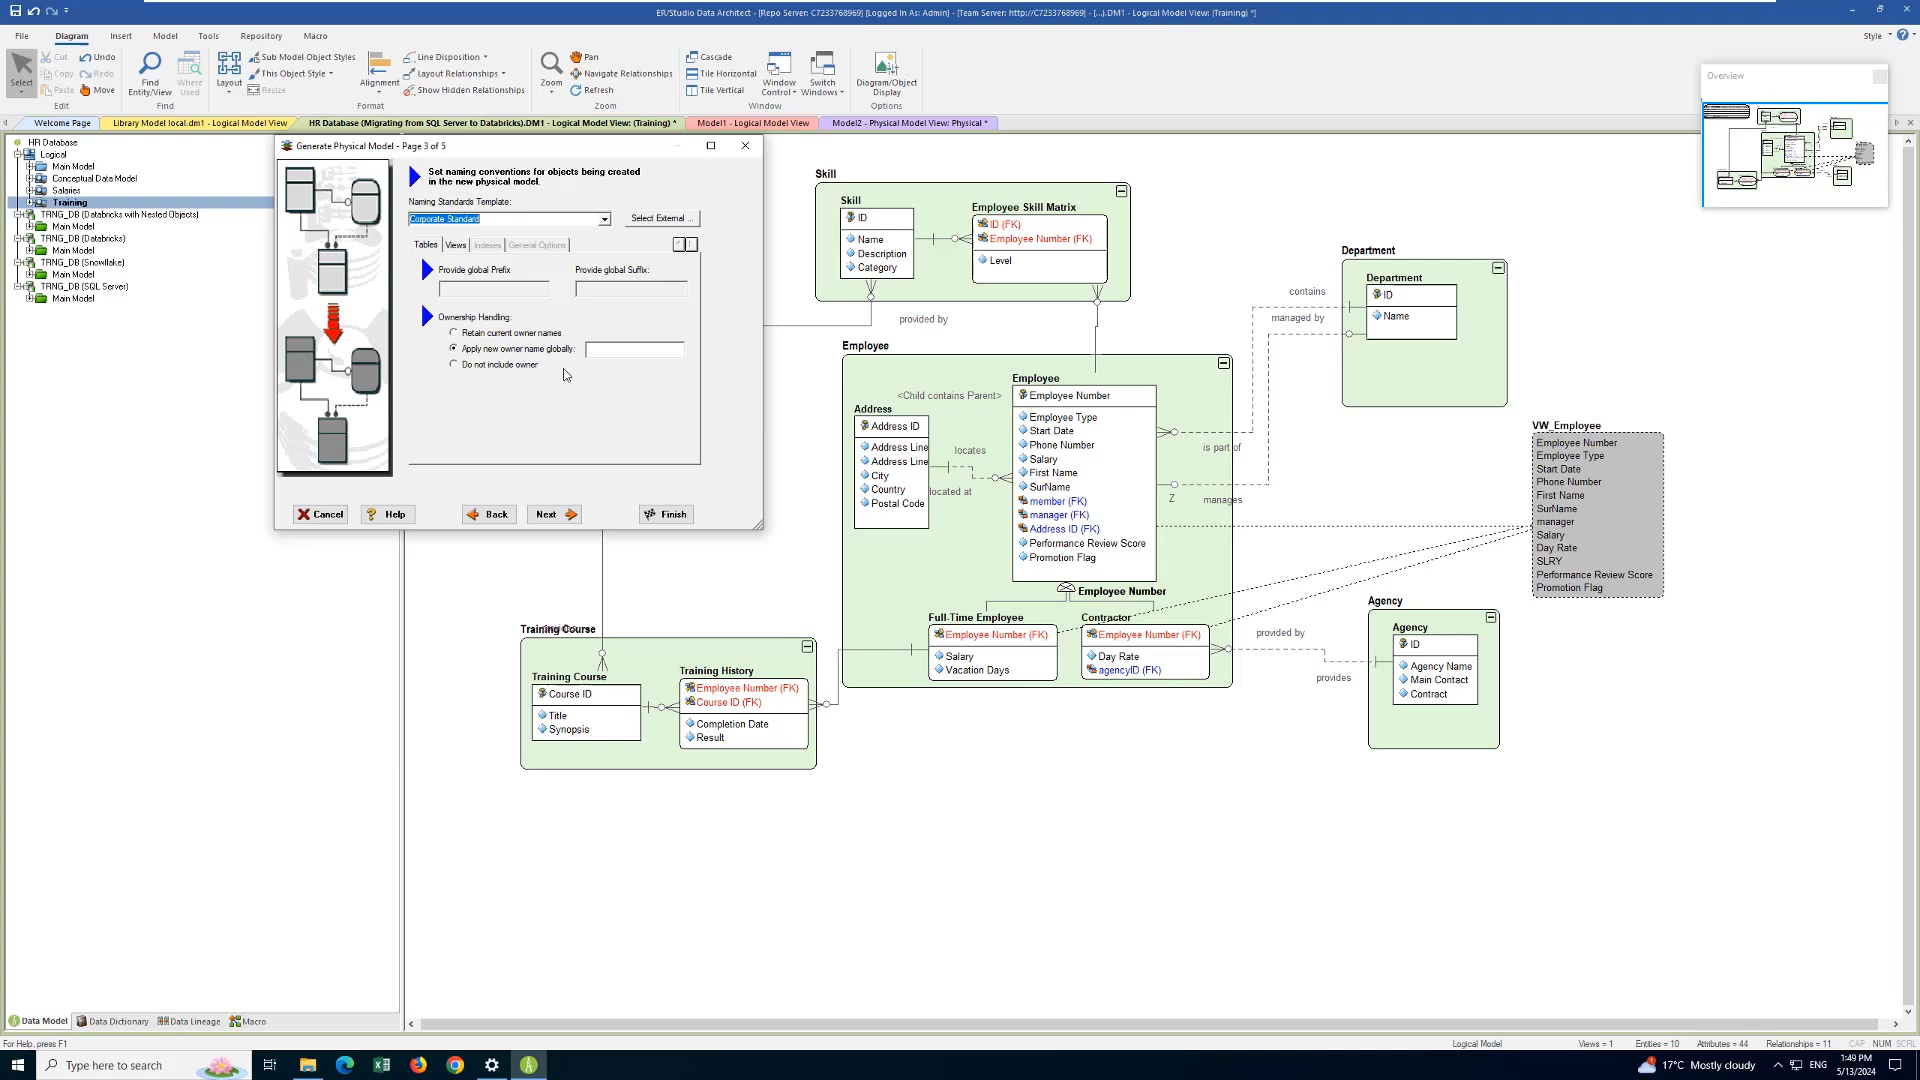 ER/Studio Data Architect - [Repo Server: C7233768969] [Logged In As: Admin] - [Team Server: http://C7233768969] - [...).DM1 - Logical Model View: (Training) *]
File
Diagram
Insert
Model
Tools
Repository
Macro
Style
Select
Cut
Copy
Paste
Undo
Redo
Move
Edit
Find Entity/View
Where Used
Find
Layout
Sub Model Object Styles
This Object Style
Resize
Alignment
Line Disposition
Layout Relationships
Show Hidden Relationships
Format
Zoom
Pan
Navigate Relationships
Refresh
Zoom
Cascade
Tile Horizontal
Tile Vertical
Window Control
Switch Windows
Window
Diagram/Object Display
Options
Overview
Welcome Page
Library Model local.dm1 - Logical Model View
HR Database (Migrating from SQL Server to Databricks).DM1 - Logical Model View: (Training) *
Model1 - Logical Model View
Model2 - Physical Model View: Physical *
HR Database
Logical
Main Model
Conceptual Data Model
Salaries
Training
TRNG_DB (Databricks with Nested Objects)
Main Model
TRNG_DB (Databricks)
Main Model
TRNG_DB (Snowflake)
Main Model
TRNG_DB (SQL Server)
Main Model
Generate Physical Model - Page 3 of 5
Set naming conventions for objects being created
in the new physical model.
Naming Standards Template:
Corporate Standard
Select External ...
Tables
Views
Indexes
General Options
Provide global Prefix
Provide global Suffix:
Ownership Handling:
Retain current owner names
Apply new owner name globally:
Do not include owner
Cancel
Help
Back
Next
Finish
Skill
Skill
ID
Name
Description
Category
Employee Skill Matrix
ID (FK)
Employee Number (FK)
Level
provided by
Department
Department
ID
Name
contains
managed by
Employee
<Child contains Parent>
Employee
Employee Number
Employee Type
Start Date
Phone Number
Salary
First Name
SurName
member (FK)
manager (FK)
Address ID (FK)
Performance Review Score
Promotion Flag
Address
Address ID
Address Line
Address Line
City
Country
Postal Code
locates
located at
is part of
Z
manages
VW_Employee
Employee Number
Employee Type
Start Date
Phone Number
First Name
SurName
manager
Salary
Day Rate
SLRY
Performance Review Score
Promotion Flag
Employee Number
Full-Time Employee
Employee Number (FK)
Salary
Vacation Days
Contractor
Employee Number (FK)
Day Rate
agencyID (FK)
provided by
provides
Agency
Agency
ID
Agency Name
Main Contact
Contract
Training Course
Training Course
Course ID
Title
Synopsis
Training History
Employee Number (FK)
Course ID (FK)
Completion Date
Result
Data Model
Data Dictionary
Data Lineage
Macro
For Help, press F1
Logical Model
Views = 1
Entities = 10
Attributes = 44
Relationships = 11
CAP
NUM
SCRL
Type here to search
17°C Mostly cloudy
ENG
1:49 PM
5/13/2024